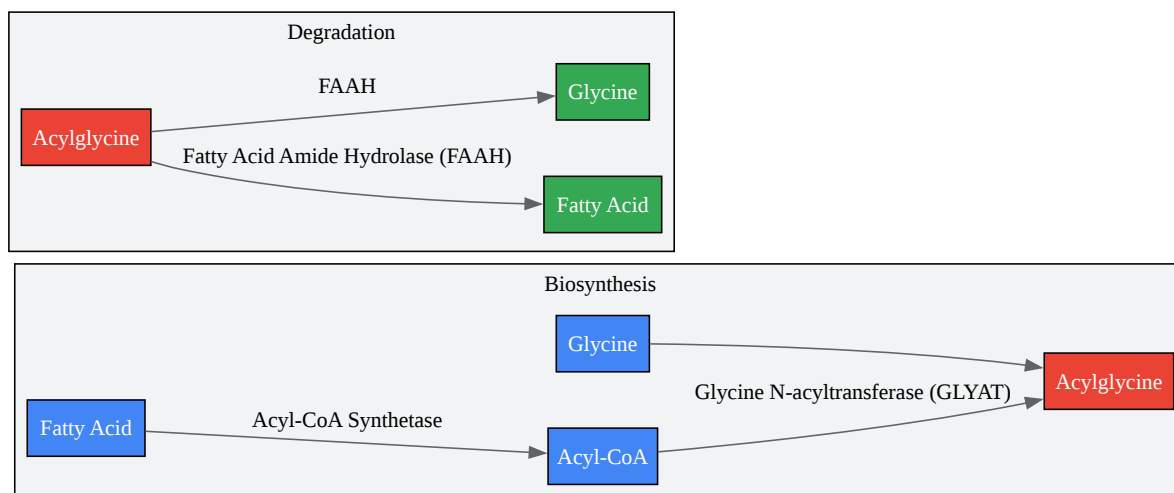 Degradation
FAAH
Glycine
Acylglycine
Fatty Acid Amide Hydrolase (FAAH)
Fatty Acid
Biosynthesis
Glycine
Acylglycine
Glycine N-acyltransferase (GLYAT)
Acyl-CoA Synthetase
Fatty Acid
Acyl-CoA